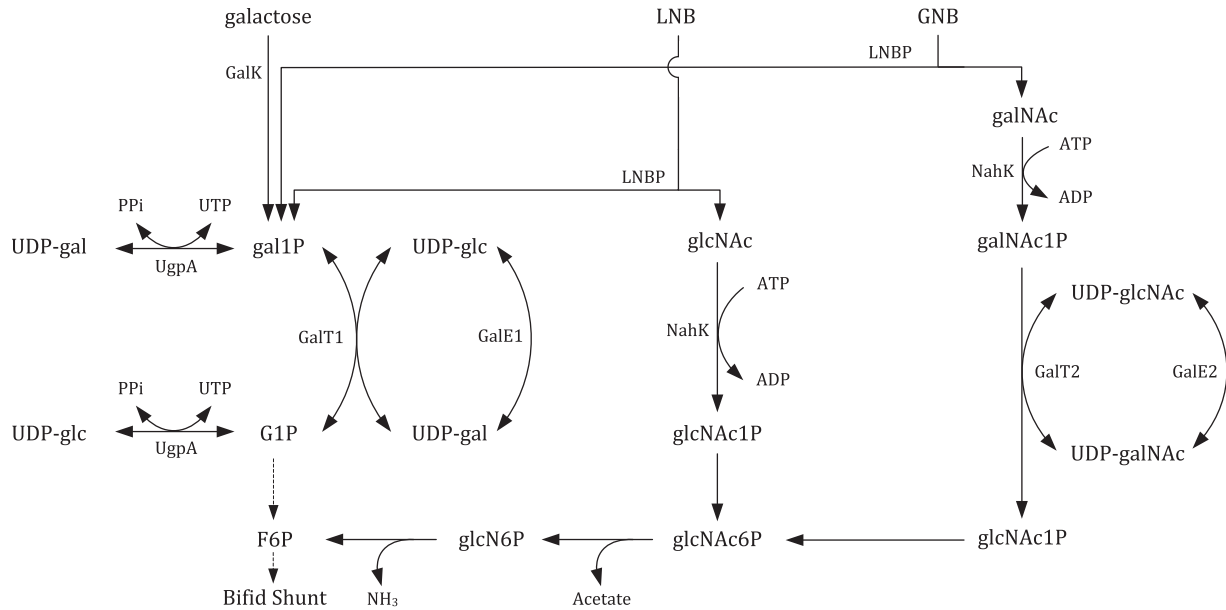 galactose
LNB
GNB
LNBP
GalK
galNAc
ATP
NahK
ADP
LNBP
PPi
UTP
UDP-gal
gal1P
UDP-glc
glcNAc
galNAc1P
UgpA
ATP
UDP-glcNAc
GalT1
GalE1
NahK
GalT2
GalE2
ADP
PPi
UTP
UDP-glc
G1P
UDP-gal
glcNAc1P
UgpA
UDP-galNAc
F6P
glcN6P
glcNAc6P
glcNAc1P
Bifid Shunt
NH₃
Acetate